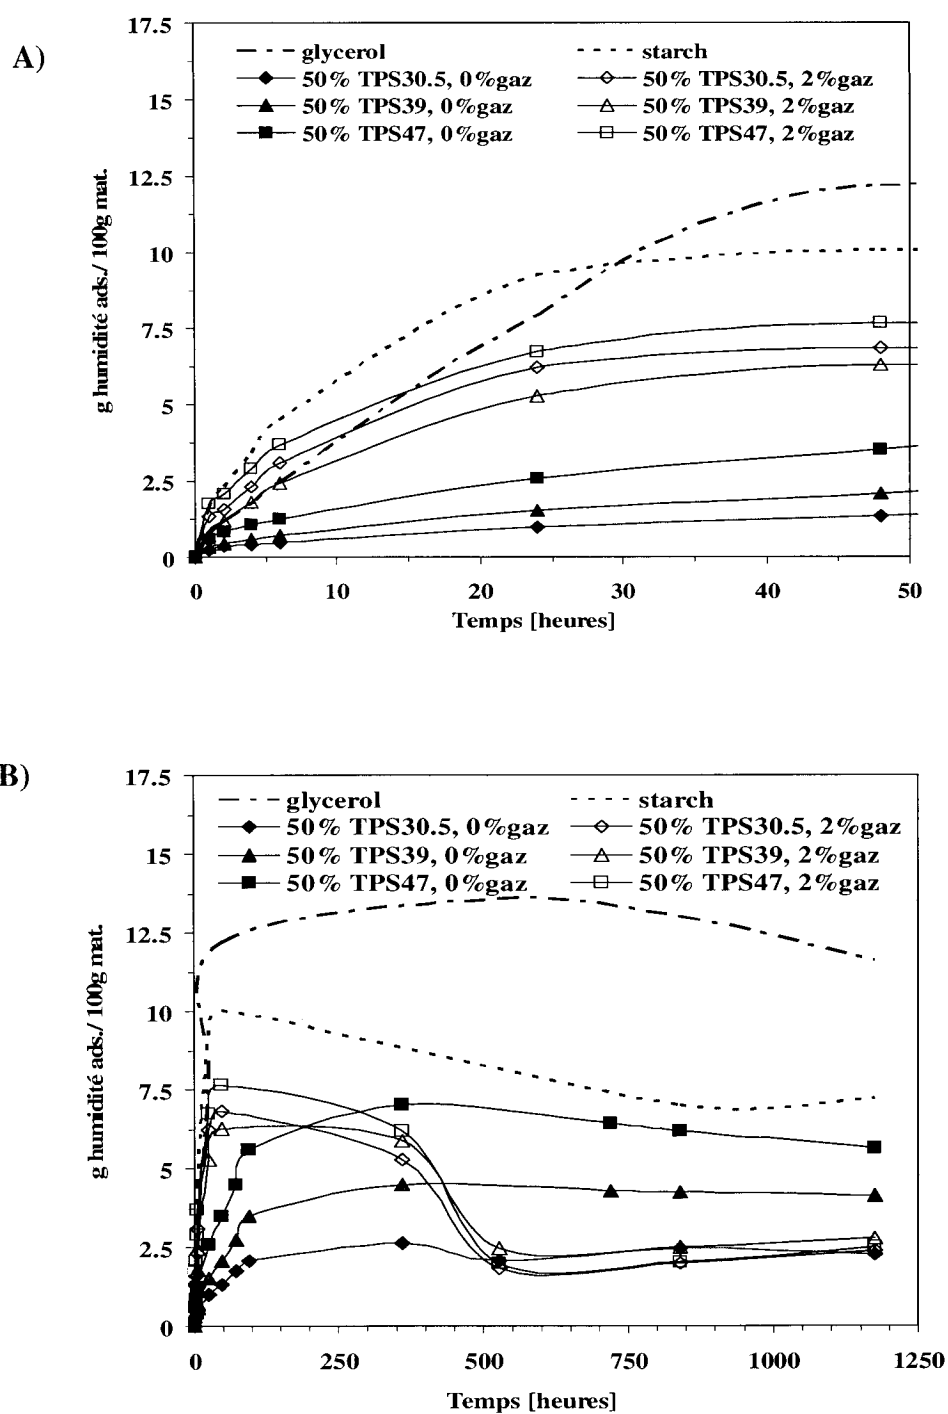 A)
17.5
15
12.5
10
7.5
5
2.5
0
g humidité ads./ 100g mat.
glycerol
starch
50% TPS30.5, 0%gaz
50% TPS30.5, 2%gaz
50% TPS39, 0%gaz
50% TPS39, 2%gaz
50% TPS47, 0%gaz
50% TPS47, 2%gaz
0 10 20 30 40 50
Temps [heures]
B)
17.5
15
12.5
10
7.5
5
2.5
0
g humidité ads./ 100g mat.
glycerol
starch
50% TPS30.5, 0%gaz
50% TPS30.5, 2%gaz
50% TPS39, 0%gaz
50% TPS39, 2%gaz
50% TPS47, 0%gaz
50% TPS47, 2%gaz
0 250 500 750 1000 1250
Temps [heures]